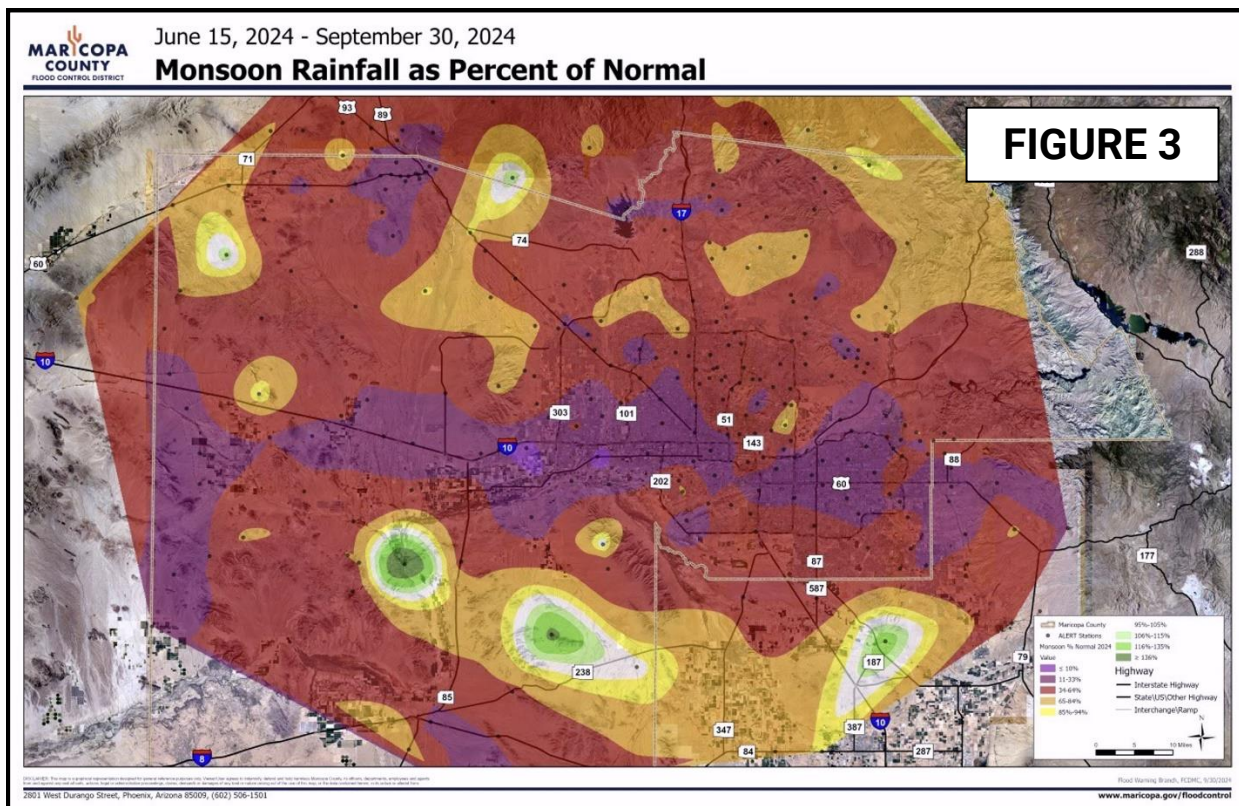 MARICOPA
COUNTY
FLOOD CONTROL DISTRICT
June 15, 2024 - September 30, 2024
Monsoon Rainfall as Percent of Normal
FIGURE 3
93
89
71
17
74
288
60
10
303
101
51
10
143
88
202
60
87
177
587
187
238
79
85
347
387
10
84
287
8
Maricopa County
ALERT Stations
Monsoon % Normal 2024
Value
≤ 10%
11-33%
34-64%
65-84%
85%-94%
95%-105%
106%-115%
116%-135%
≥ 136%
Highway
Interstate Highway
State\US\Other Highway
Interchange\Ramp
N
0 5 10 Miles
Flood Warning Branch, FCDMC, 9/30/2024
2801 West Durango Street, Phoenix, Arizona 85009, (602) 506-1501
www.maricopa.gov/floodcontrol